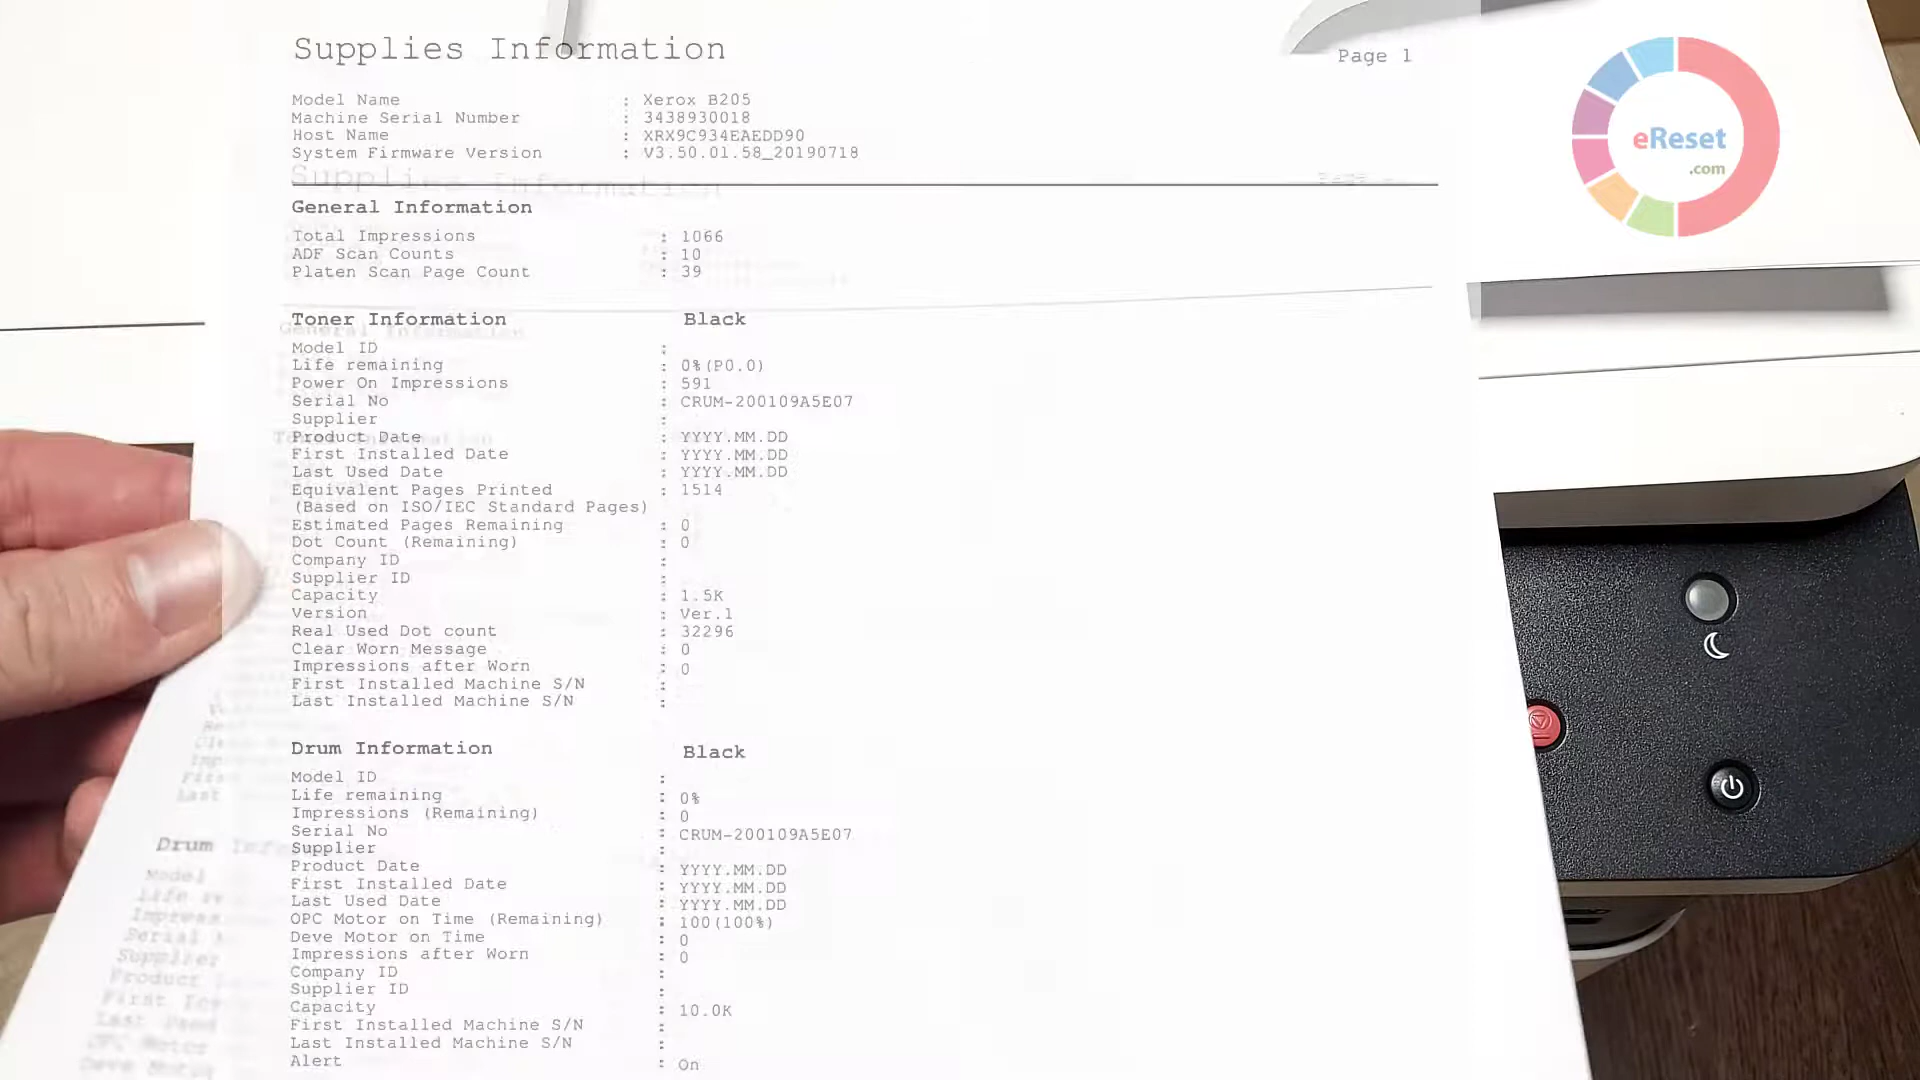 Supplies Information
Page 1
Model Name : Xerox B205
Machine Serial Number : 3438930018
Host Name : XRX9C934EAEDD90
System Firmware Version : V3.50.01.58_20190718
eReset
.com
General Information
Total Impressions : 1066
ADF Scan Counts : 10
Platen Scan Page Count : 39
Toner Information Black
Model ID :
Life remaining : 0%(P0.0)
Power On Impressions : 591
Serial No : CRUM-200109A5E07
Supplier :
Product Date : YYYY.MM.DD
First Installed Date : YYYY.MM.DD
Last Used Date : YYYY.MM.DD
Equivalent Pages Printed : 1514
(Based on ISO/IEC Standard Pages)
Estimated Pages Remaining : 0
Dot Count (Remaining) : 0
Company ID :
Supplier ID :
Capacity : 1.5K
Version : Ver.1
Real Used Dot count : 32296
Clear Worn Message : 0
Impressions after Worn : 0
First Installed Machine S/N :
Last Installed Machine S/N :
Drum Information Black
Model ID :
Life remaining : 0%
Impressions (Remaining) : 0
Serial No : CRUM-200109A5E07
Supplier :
Product Date : YYYY.MM.DD
First Installed Date : YYYY.MM.DD
Last Used Date : YYYY.MM.DD
OPC Motor on Time (Remaining) : 100(100%)
Deve Motor on Time : 0
Impressions after Worn : 0
Company ID :
Supplier ID :
Capacity : 10.0K
First Installed Machine S/N :
Last Installed Machine S/N :
Alert : On